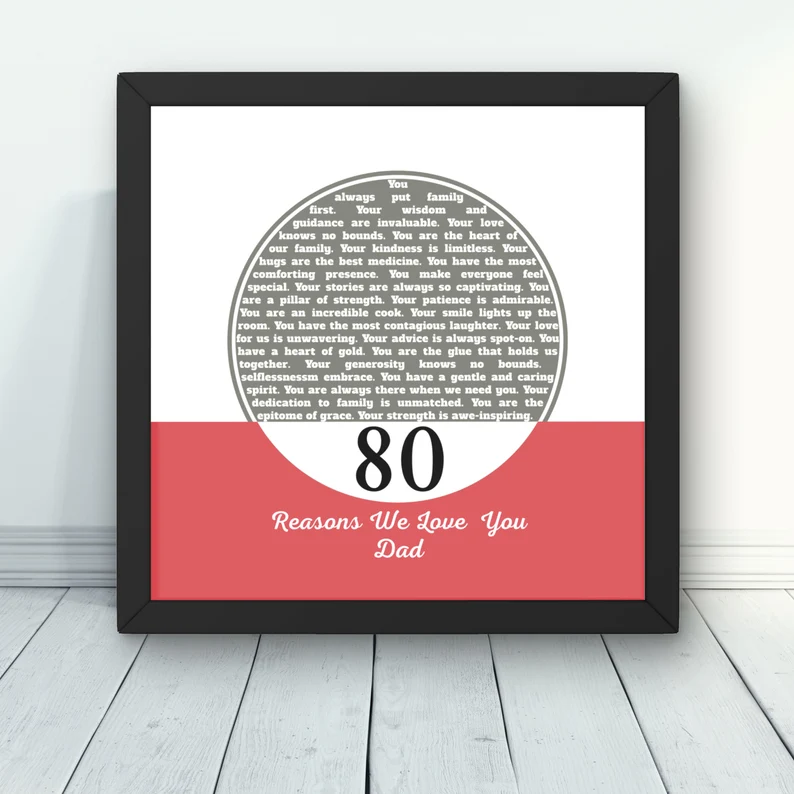 You
always put family
first. Your wisdom and
guidance are invaluable. Your love
knows no bounds. You are the heart of
our family. Your kindness is limitless. Your
hugs are the best medicine. You have the most
comforting presence. You make everyone feel
special. Your stories are always so captivating. You
are a pillar of strength. Your patience is admirable.
You are an incredible cook. Your smile lights up the
room. You have the most contagious laughter. Your love
for us is unwavering. Your advice is always spot-on. You
have a heart of gold. You are the glue that holds us
together. Your generosity knows no bounds.
selflessnessm embrace. You have a gentle and caring
spirit. You are always there when we need you. Your
dedication to family is unmatched. You are the
epitome of grace. Your strength is awe-inspiring.
80
Reasons We Love You
Dad